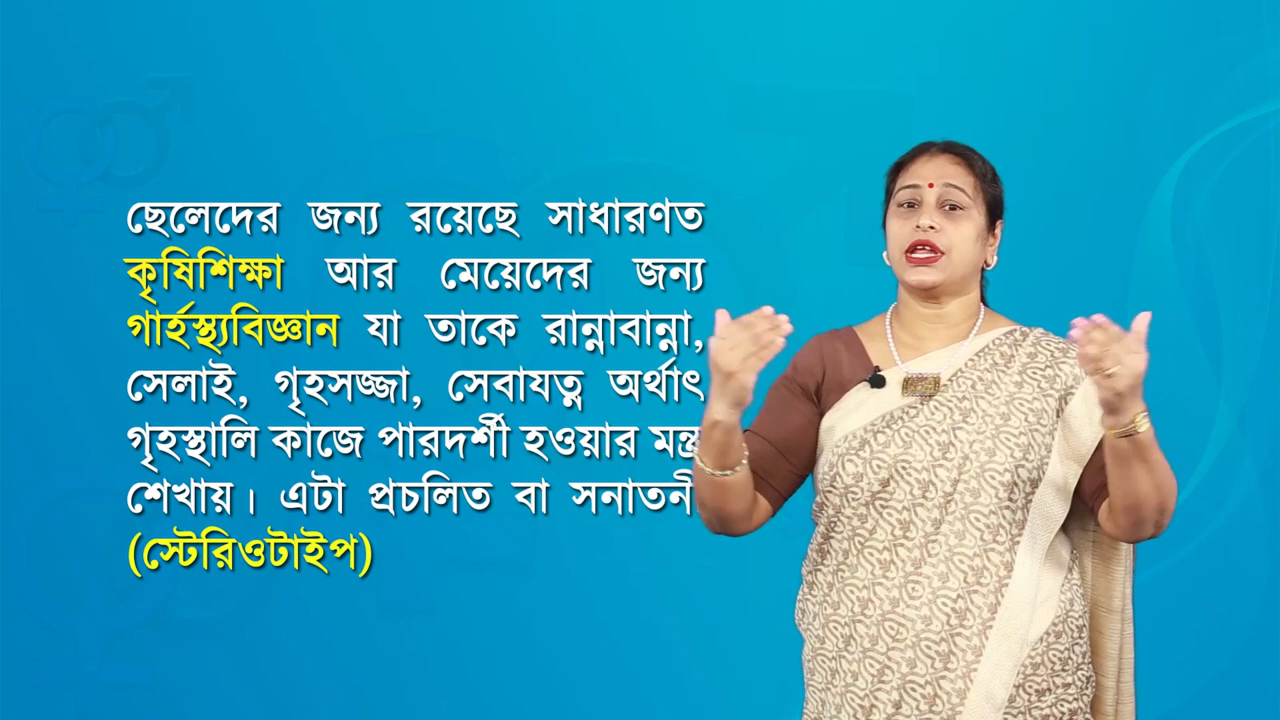 ছেলেদের জন্য রয়েছে সাধারণত
কৃষিশিক্ষা আর মেয়েদের জন্য
গার্হস্থ্যবিজ্ঞান যা তাকে রান্নাবান্না,
সেলাই, গৃহসজ্জা, সেবাযত্ন অর্থাৎ
গৃহস্থালি কাজে পারদর্শী হওয়ার মন্ত্র
শেখায়। এটা প্রচলিত বা সনাতনী
(স্টেরিওটাইপ)